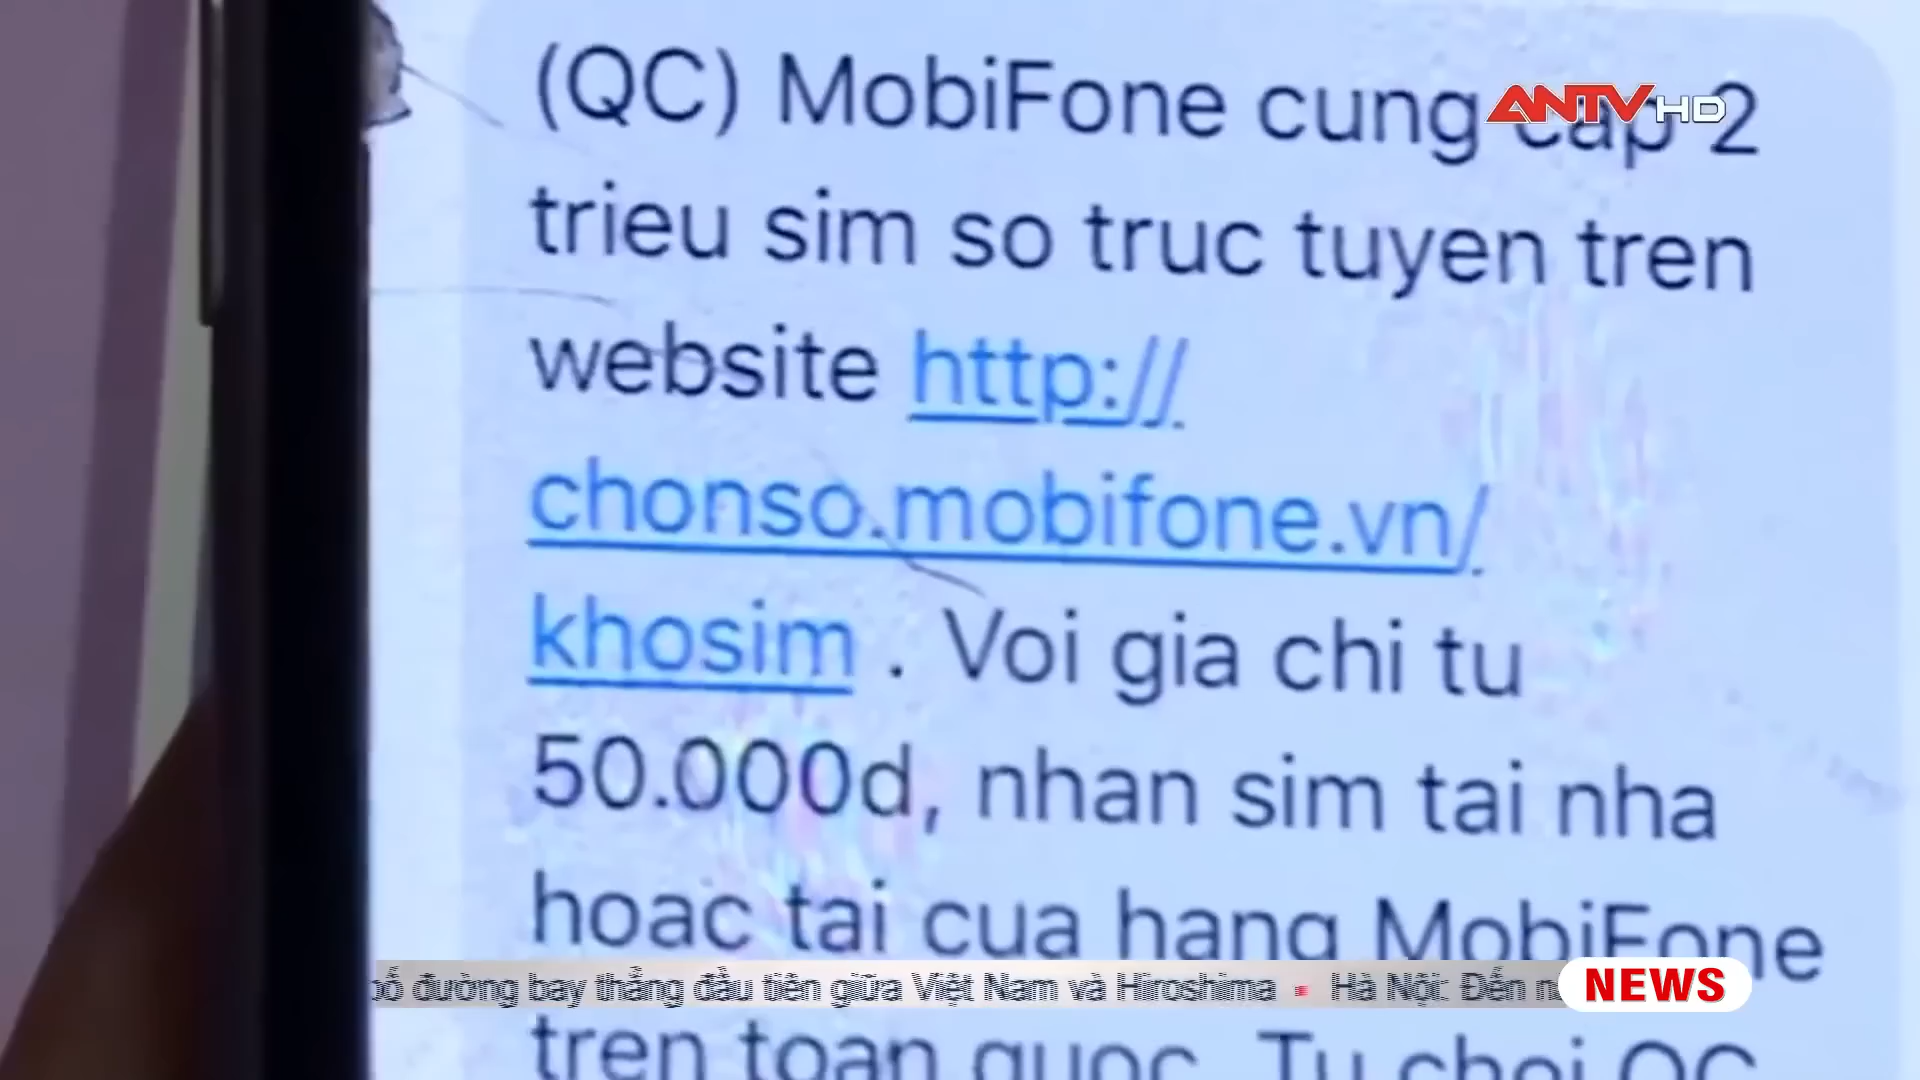 (QC) MobiFone cung cap 2
trieu sim so truc tuyen tren
website http://
chonso.mobifone.vn/
khosim . Voi gia chi tu
50.000d, nhan sim tai nha
hoac tai cua hang MobiFone
tren toan quoc. Tu choi QC
ANTV HD
đường bay thẳng đầu tiên giữa Việt Nam và Hiroshima • Hà Nội: Đến
NEWS